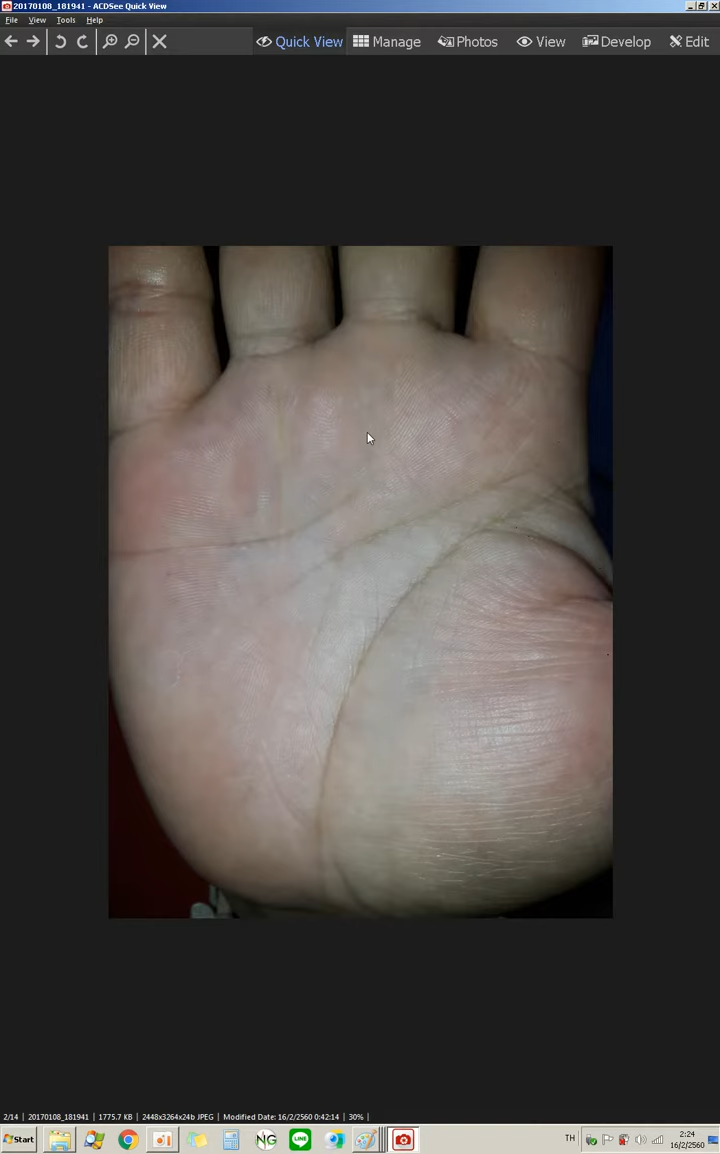 20170108_181941 - ACDSee Quick View
File View Tools Help
Quick View Manage Photos View Develop Edit
2/14 | 20170108_181941 | 1775.7 KB | 2448x3264x24b JPEG | Modified Date: 16/2/2560 0:42:14 | 30% |
Start NG LINE TH 2:24
16/2/2560